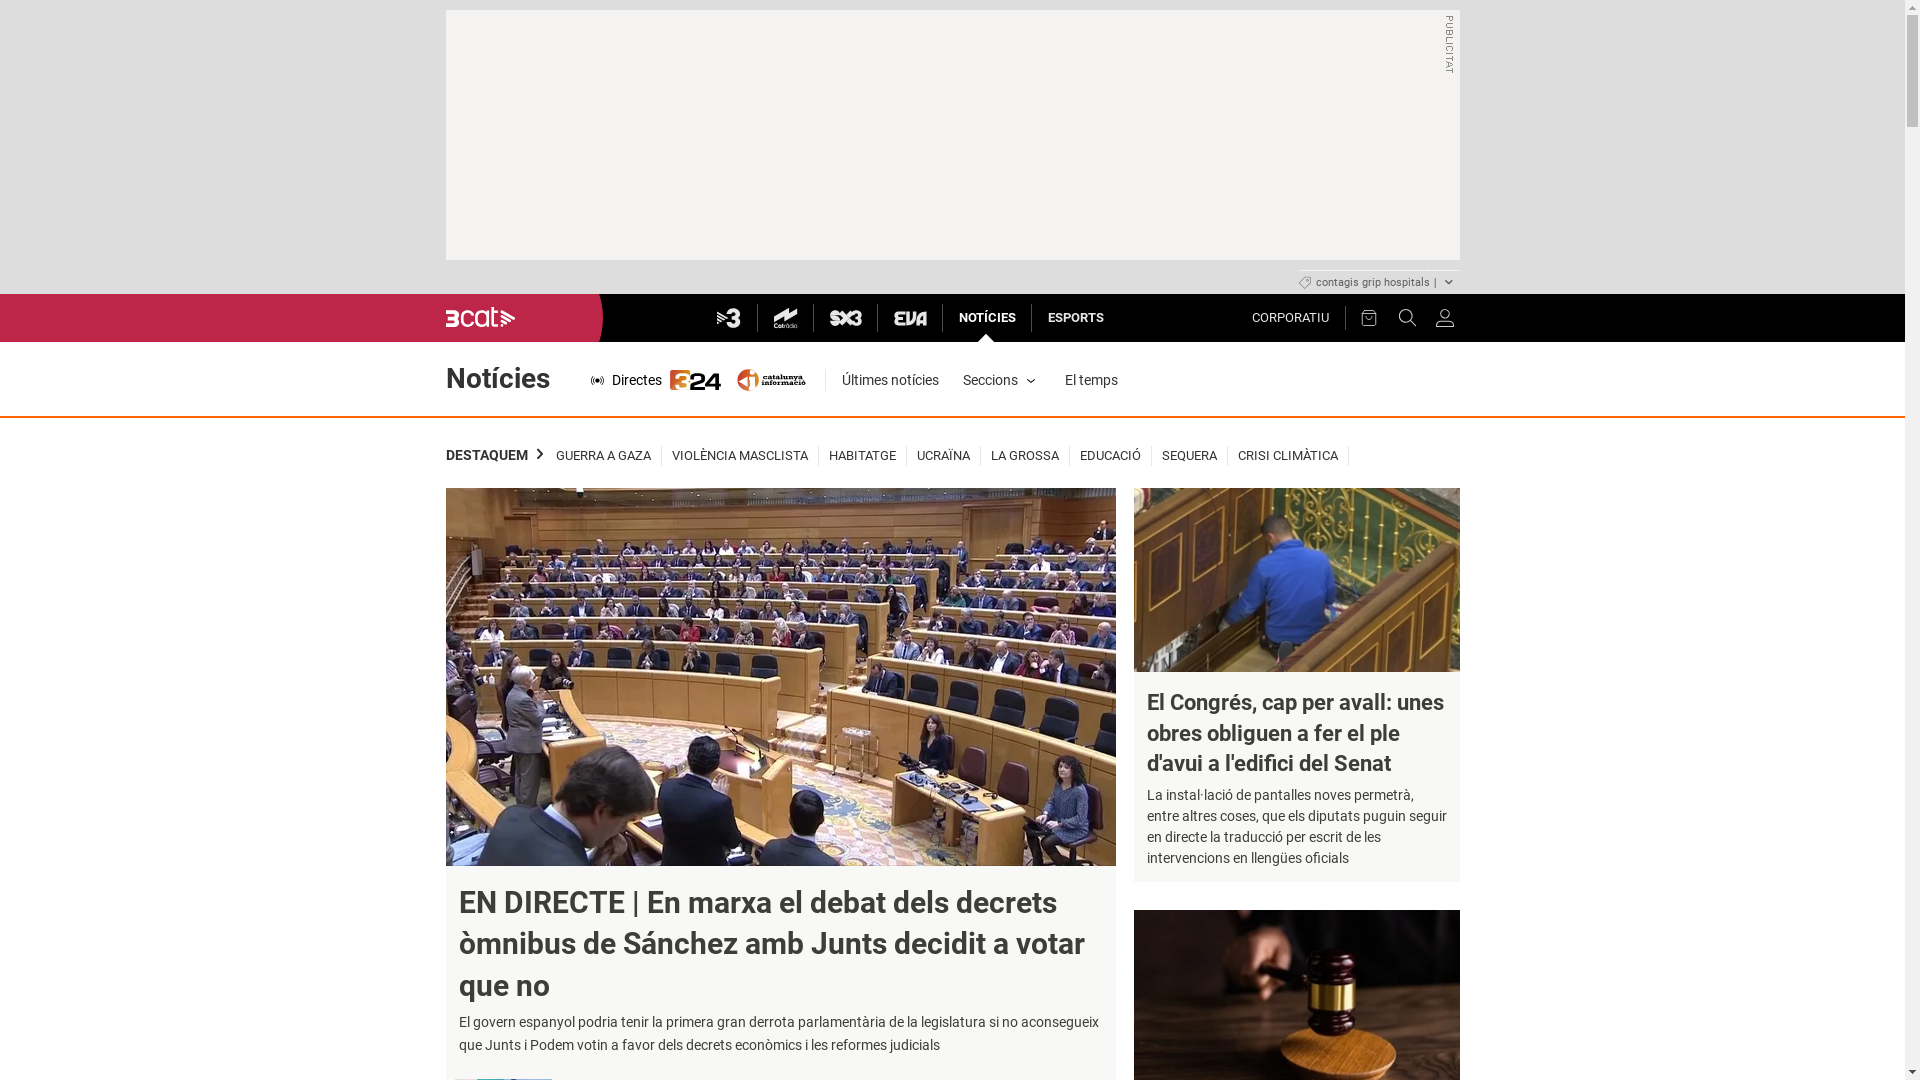 PUBLICITAT
contagis grip hospitals |
3cat
3
Catràdio
SX3
EVA
NOTÍCIES
ESPORTS
CORPORATIU
Notícies
Directes
324
catalunya
informació
Últimes notícies
Seccions
El temps
DESTAQUEM
GUERRA A GAZA
VIOLÈNCIA MASCLISTA
HABITATGE
UCRAÏNA
LA GROSSA
EDUCACIÓ
SEQUERA
CRISI CLIMÀTICA
EN DIRECTE | En marxa el debat dels decrets
òmnibus de Sánchez amb Junts decidit a votar
que no
El govern espanyol podria tenir la primera gran derrota parlamentària de la legislatura si no aconsegueix
que Junts i Podem votin a favor dels decrets econòmics i les reformes judicials
El Congrés, cap per avall: unes
obres obliguen a fer el ple
d'avui a l'edifici del Senat
La instal·lació de pantalles noves permetrà,
entre altres coses, que els diputats puguin seguir
en directe la traducció per escrit de les
intervencions en llengües oficials